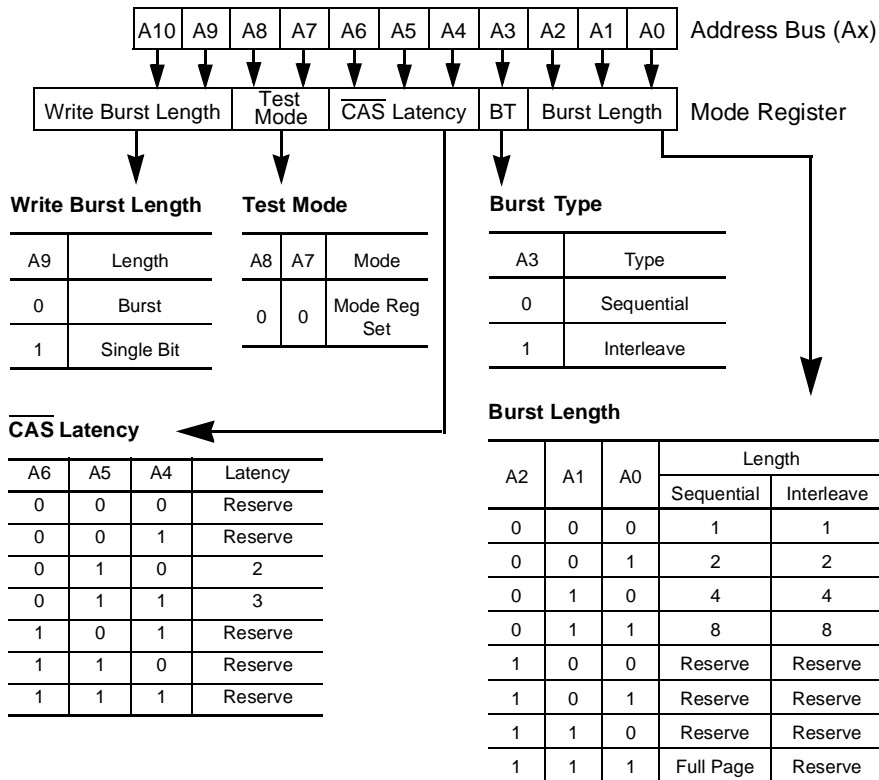 A10 A9 A8 A7 A6 A5 A4 A3 A2 A1 A0 Address Bus (Ax)
Write Burst Length Test Mode CAS Latency BT Burst Length Mode Register
Write Burst Length
A9 Length
0 Burst
1 Single Bit
Test Mode
A8 A7 Mode
0 0 Mode Reg Set
Burst Type
A3 Type
0 Sequential
1 Interleave
CAS Latency
A6 A5 A4 Latency
0 0 0 Reserve
0 0 1 Reserve
0 1 0 2
0 1 1 3
1 0 1 Reserve
1 1 0 Reserve
1 1 1 Reserve
Burst Length
A2 A1 A0 Length
Sequential Interleave
0 0 0 1 1
0 0 1 2 2
0 1 0 4 4
0 1 1 8 8
1 0 0 Reserve Reserve
1 0 1 Reserve Reserve
1 1 0 Reserve Reserve
1 1 1 Full Page Reserve